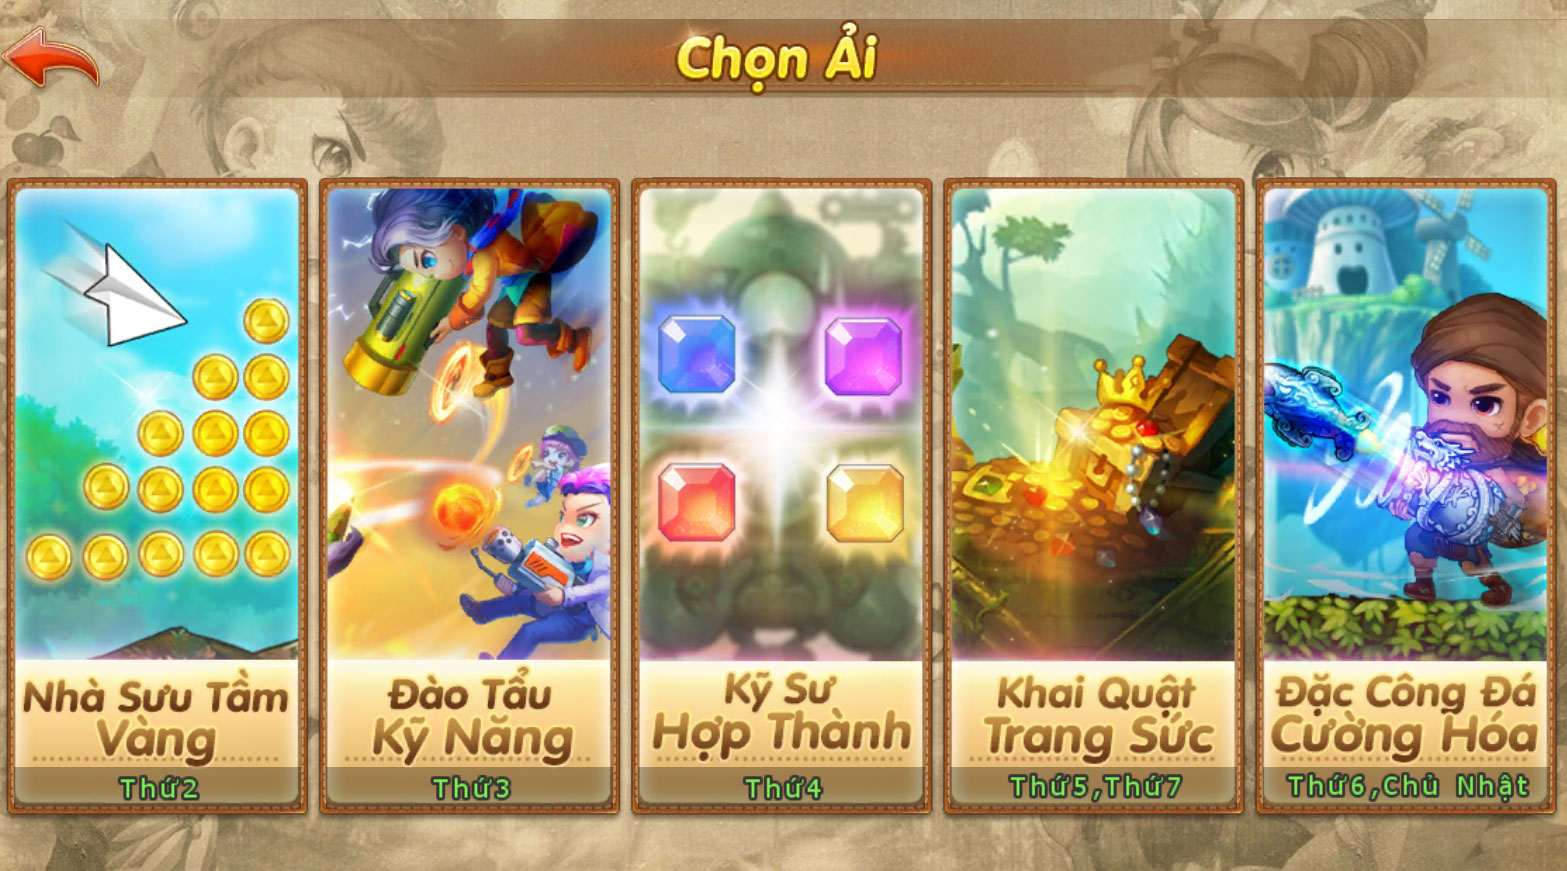 Chọn Ải
Nhà Sưu Tầm
Vàng
Thứ2
Đào Tẩu
Kỹ Năng
Thứ3
Kỹ Sư
Hợp Thành
Thứ4
Khai Quật
Trang Sức
Thứ5,Thứ7
Đặc Công Đá
Cường Hóa
Thứ6,Chủ Nhật